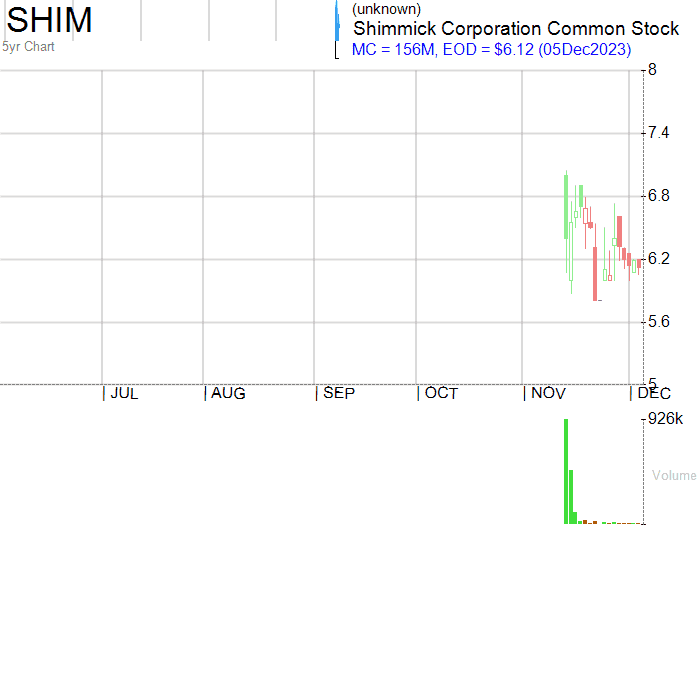 SHIM
5yr Chart
(unknown)
Shimmick Corporation Common Stock
MC = 156M, EOD = $6.12 (05Dec2023)
8
7.4
6.8
6.2
5.6
5
JUL AUG SEP OCT NOV DEC
926k
Volume